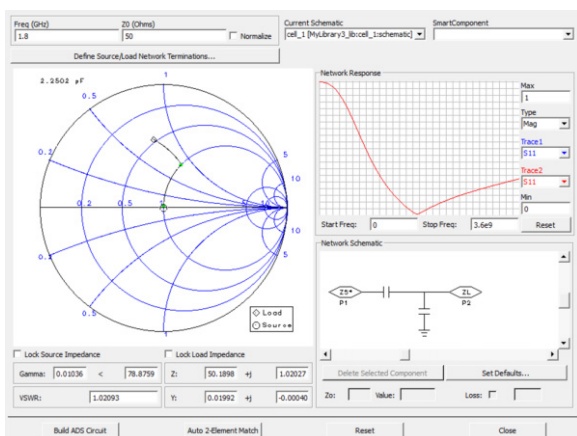 Freq (GHz)
Z0 (Ohms)
1.8
50
Normalize
Current Schematic
cell_1 [MyLibrary3_lib:cell_1:schematic]
SmartComponent
Define Source/Load Network Terminations...
2.2502 pF
1
0.5
0.2
5
10
0.2 0.5 1
10
5
0.2
0.5
1
Load
Source
Network Response
Max
1
Type
Mag
Trace1
S11
Trace2
S11
Min
0
Start Freq: 0
Stop Freq: 3.6e9
Reset
Network Schematic
ZS*
P1
ZL
P2
Lock Source Impedance
Lock Load Impedance
Gamma: 0.01036 < 78.8759
Z: 50.1898 +j 1.02027
VSWR: 1.02093
Y: 0.01992 +j -0.00040
Delete Selected Component
Set Defaults...
Zo:
Value:
Loss:
Build ADS Circuit
Auto 2-Element Match
Reset
Close